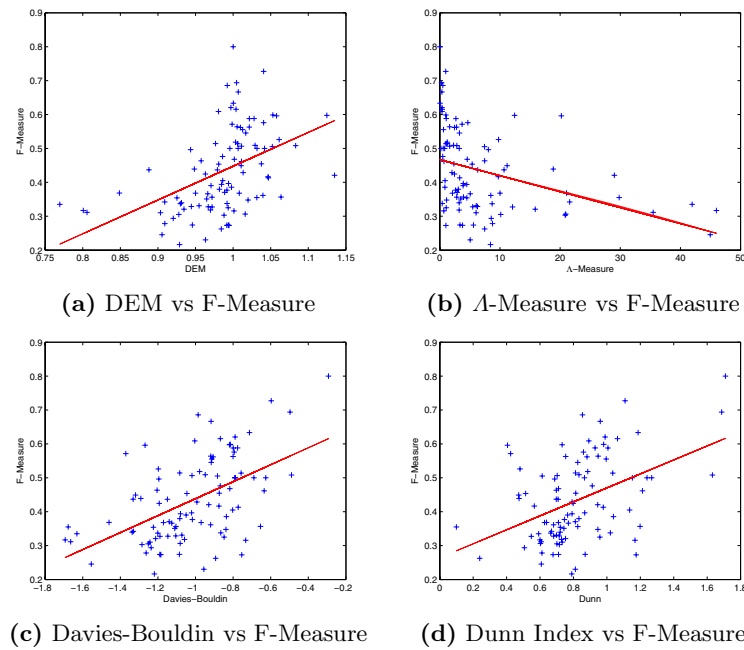 0.9
0.8
0.7
0.6
0.5
0.4
0.3
0.2
F-Measure
0.75 0.8 0.85 0.9 0.95 1 1.05 1.1 1.15
DEM
(a) DEM vs F-Measure
0.9
0.8
0.7
0.6
0.5
0.4
0.3
0.2
F-Measure
0 10 20 30 40 50
Λ-Measure
(b) Λ-Measure vs F-Measure
0.9
0.8
0.7
0.6
0.5
0.4
0.3
0.2
F-Measure
−1.8 −1.6 −1.4 −1.2 −1 −0.8 −0.6 −0.4 −0.2
Davies−Bouldin
(c) Davies-Bouldin vs F-Measure
0.9
0.8
0.7
0.6
0.5
0.4
0.3
0.2
F-Measure
0 0.2 0.4 0.6 0.8 1 1.2 1.4 1.6 1.8
Dunn
(d) Dunn Index vs F-Measure